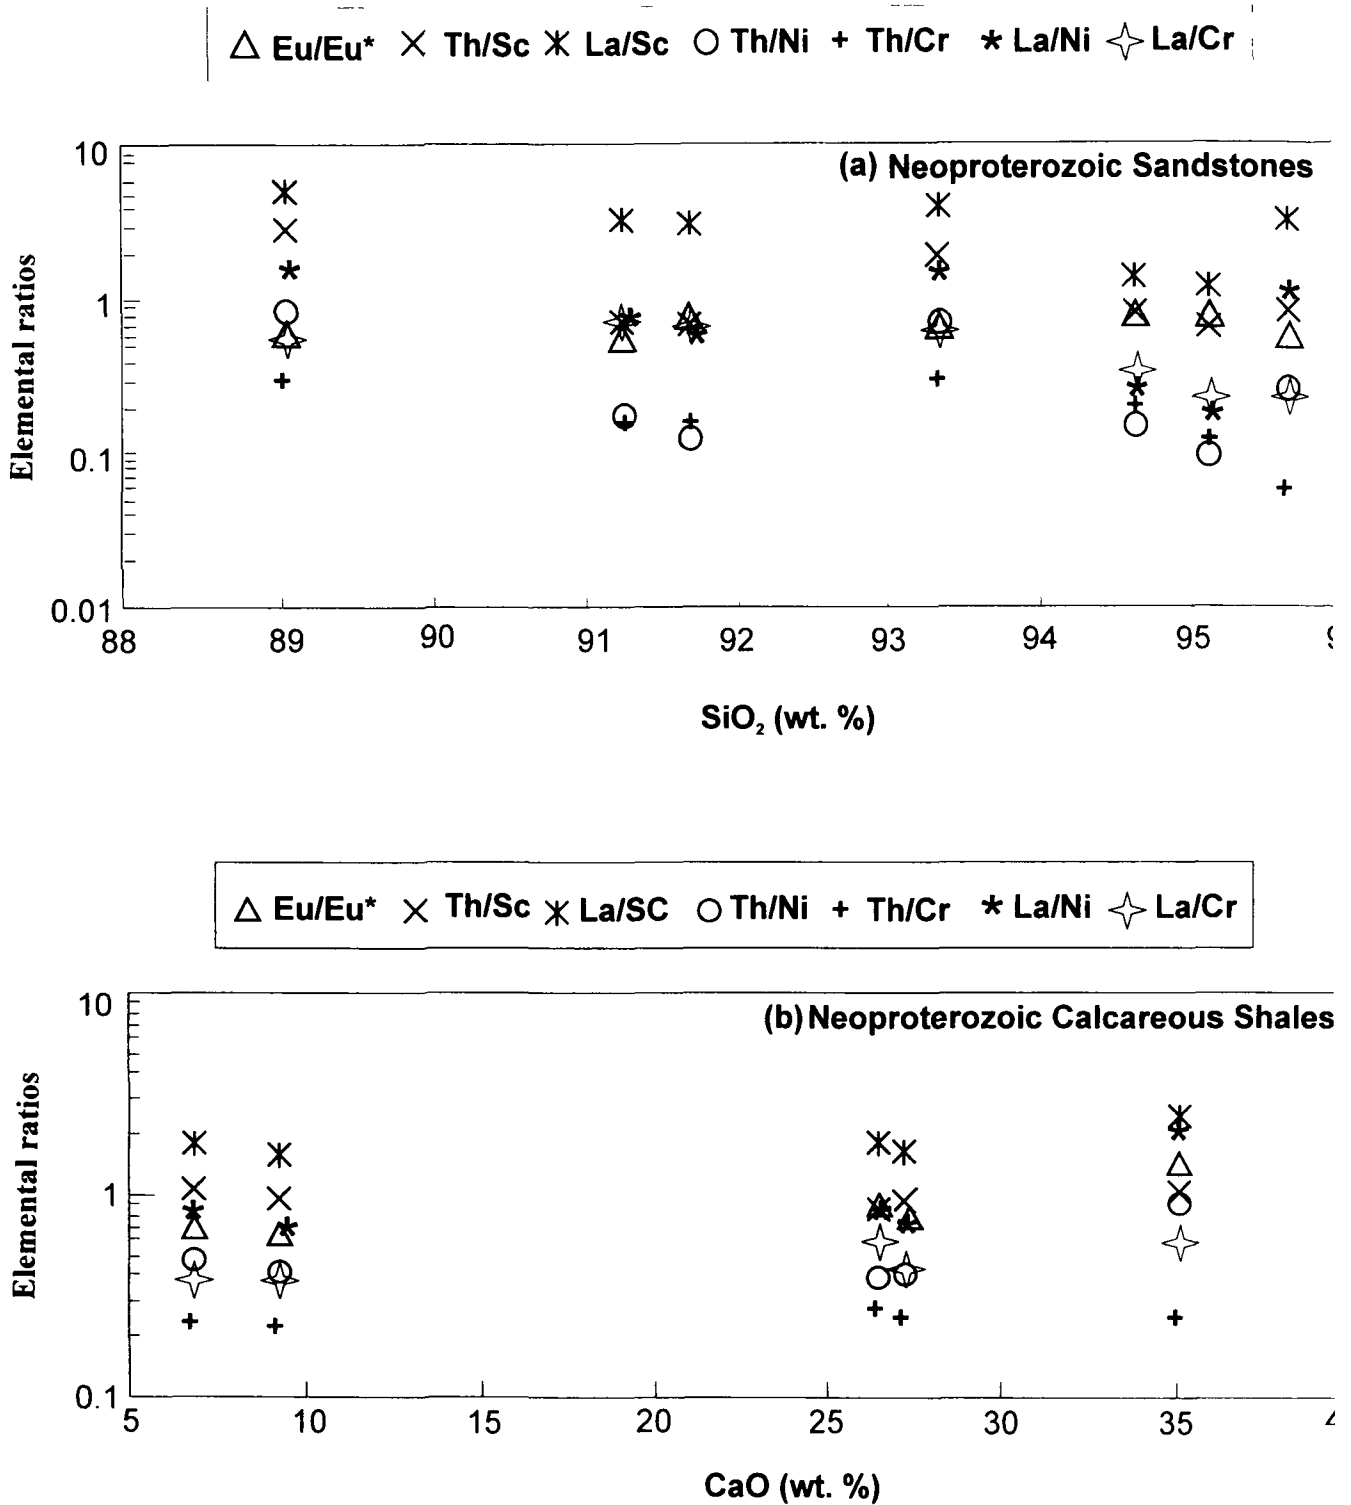 Eu/Eu* Th/Sc La/Sc Th/Ni Th/Cr La/Ni La/Cr
(a) Neoproterozoic Sandstones
10
1
0.1
0.01
Elemental ratios
88 89 90 91 92 93 94 95
SiO₂ (wt. %)
Eu/Eu* Th/Sc La/SC Th/Ni Th/Cr La/Ni La/Cr
(b) Neoproterozoic Calcareous Shales
10
1
0.1
Elemental ratios
5 10 15 20 25 30 35
CaO (wt. %)